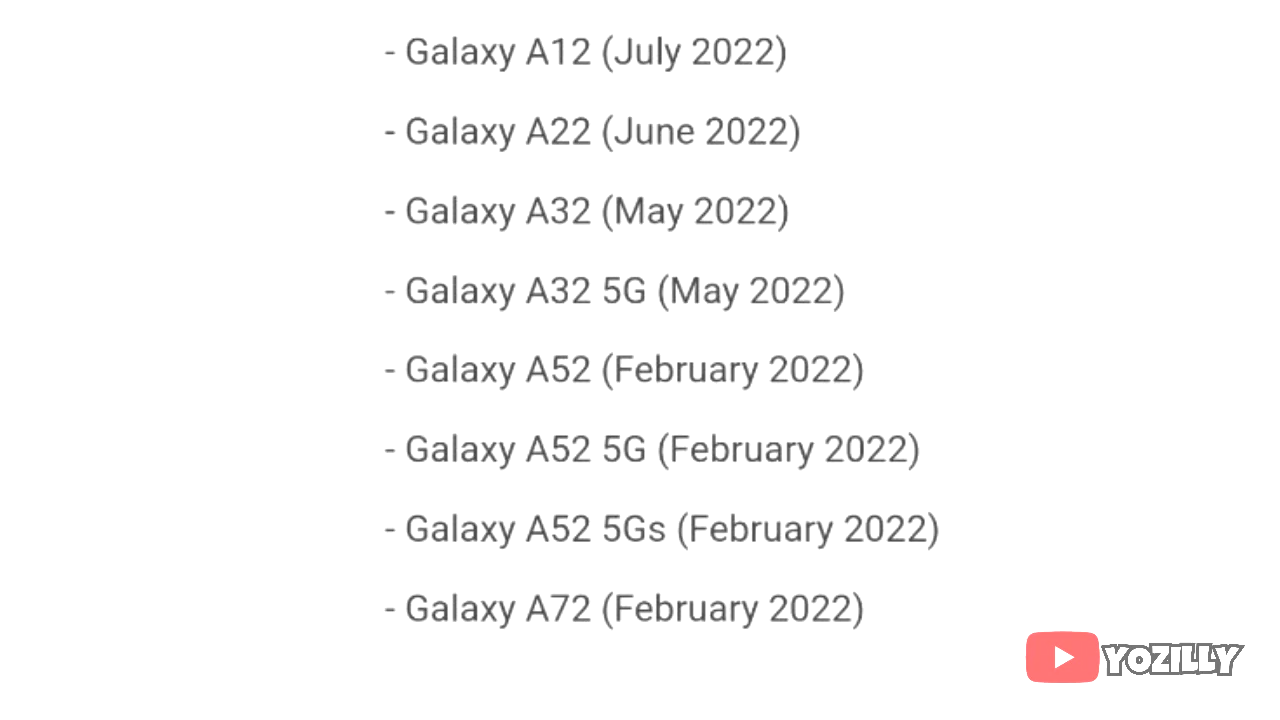 - Galaxy A12 (July 2022)
- Galaxy A22 (June 2022)
- Galaxy A32 (May 2022)
- Galaxy A32 5G (May 2022)
- Galaxy A52 (February 2022)
- Galaxy A52 5G (February 2022)
- Galaxy A52 5Gs (February 2022)
- Galaxy A72 (February 2022)
YOZILLY